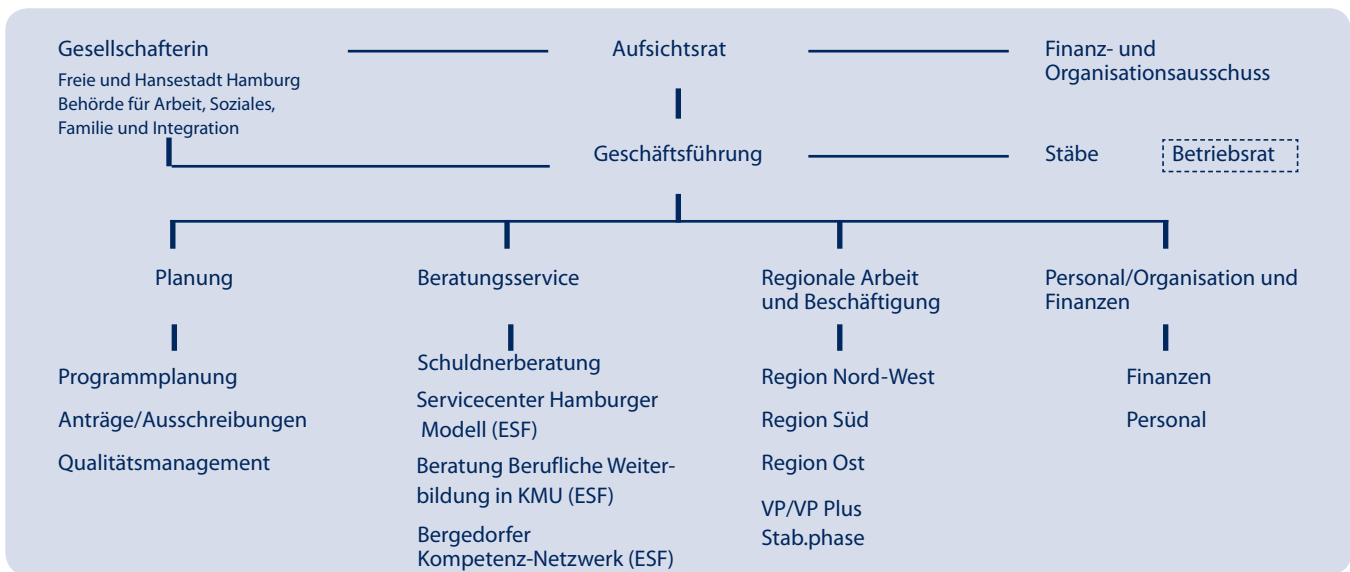 Gesellschafterin
Freie und Hansestadt Hamburg
Behörde für Arbeit, Soziales,
Familie und Integration
Aufsichtsrat
Finanz- und
Organisationsausschuss
Geschäftsführung
Stäbe
Betriebsrat
Planung
Programmplanung
Anträge/Ausschreibungen
Qualitätsmanagement
Beratungsservice
Schuldnerberatung
Servicecenter Hamburger
Modell (ESF)
Beratung Berufliche Weiter-
bildung in KMU (ESF)
Bergedorfer
Kompetenz-Netzwerk (ESF)
Regionale Arbeit
und Beschäftigung
Region Nord-West
Region Süd
Region Ost
VP/VP Plus
Stab.phase
Personal/Organisation und
Finanzen
Finanzen
Personal